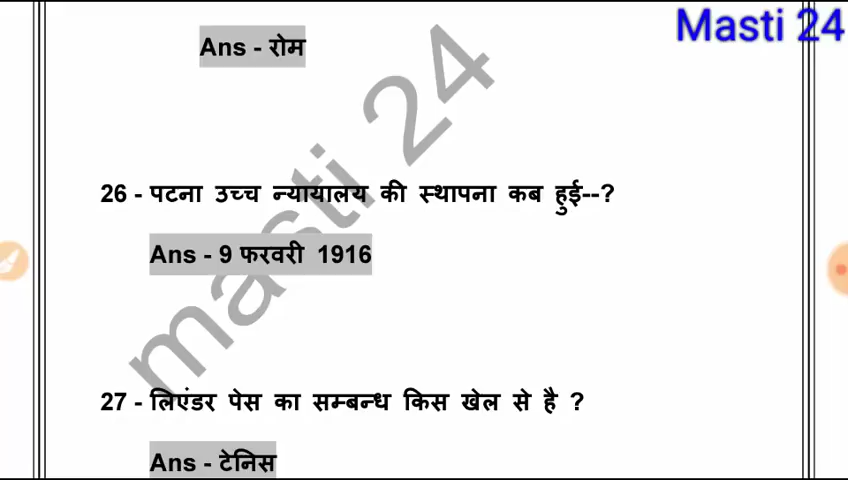 Masti 24
Ans - रोम
masti 24
26 - पटना उच्च न्यायालय की स्थापना कब हुई--?
Ans - 9 फरवरी 1916
27 - लिएंडर पेस का सम्बन्ध किस खेल से है ?
Ans - टेनिस